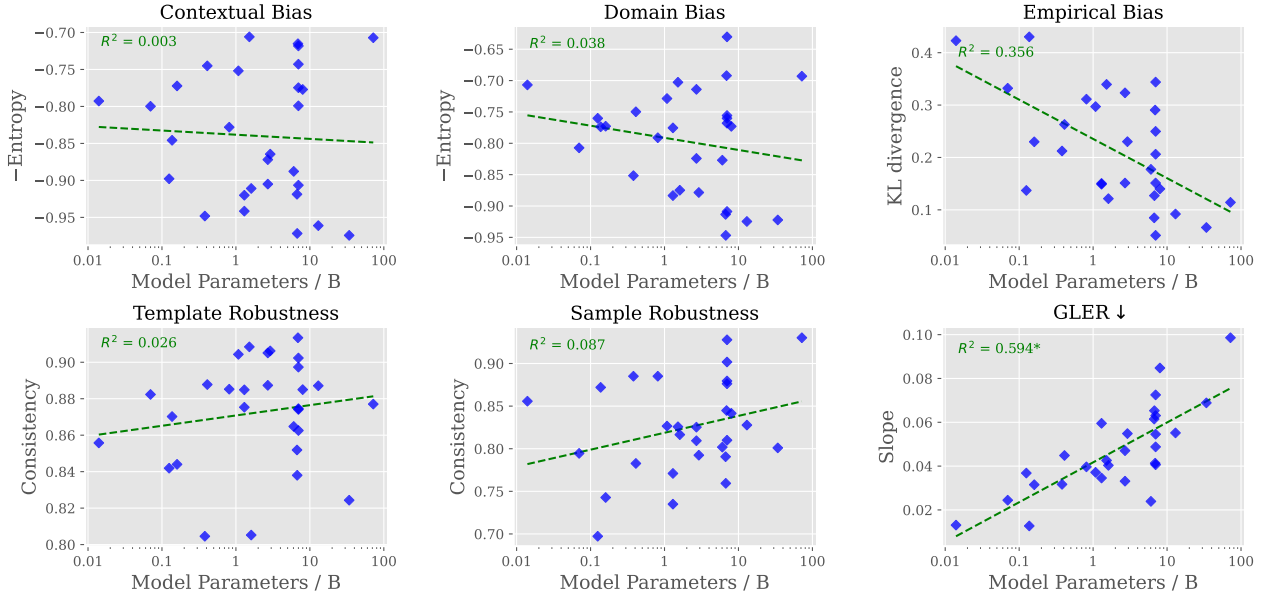 Contextual Bias
R² = 0.003
−0.70
−0.75
−0.80
−0.85
−0.90
−0.95
−Entropy
0.01
0.1
1
10
100
Model Parameters / B
Domain Bias
R² = 0.038
−0.65
−0.70
−0.75
−0.80
−0.85
−0.90
−0.95
−Entropy
0.01
0.1
1
10
100
Model Parameters / B
Empirical Bias
R² = 0.356
0.4
0.3
0.2
0.1
KL divergence
0.01
0.1
1
10
100
Model Parameters / B
Template Robustness
R² = 0.026
0.90
0.88
0.86
0.84
0.82
0.80
Consistency
0.01
0.1
1
10
100
Model Parameters / B
Sample Robustness
R² = 0.087
0.90
0.85
0.80
0.75
0.70
Consistency
0.01
0.1
1
10
100
Model Parameters / B
GLER ↓
R² = 0.594*
0.10
0.08
0.06
0.04
0.02
Slope
0.01
0.1
1
10
100
Model Parameters / B